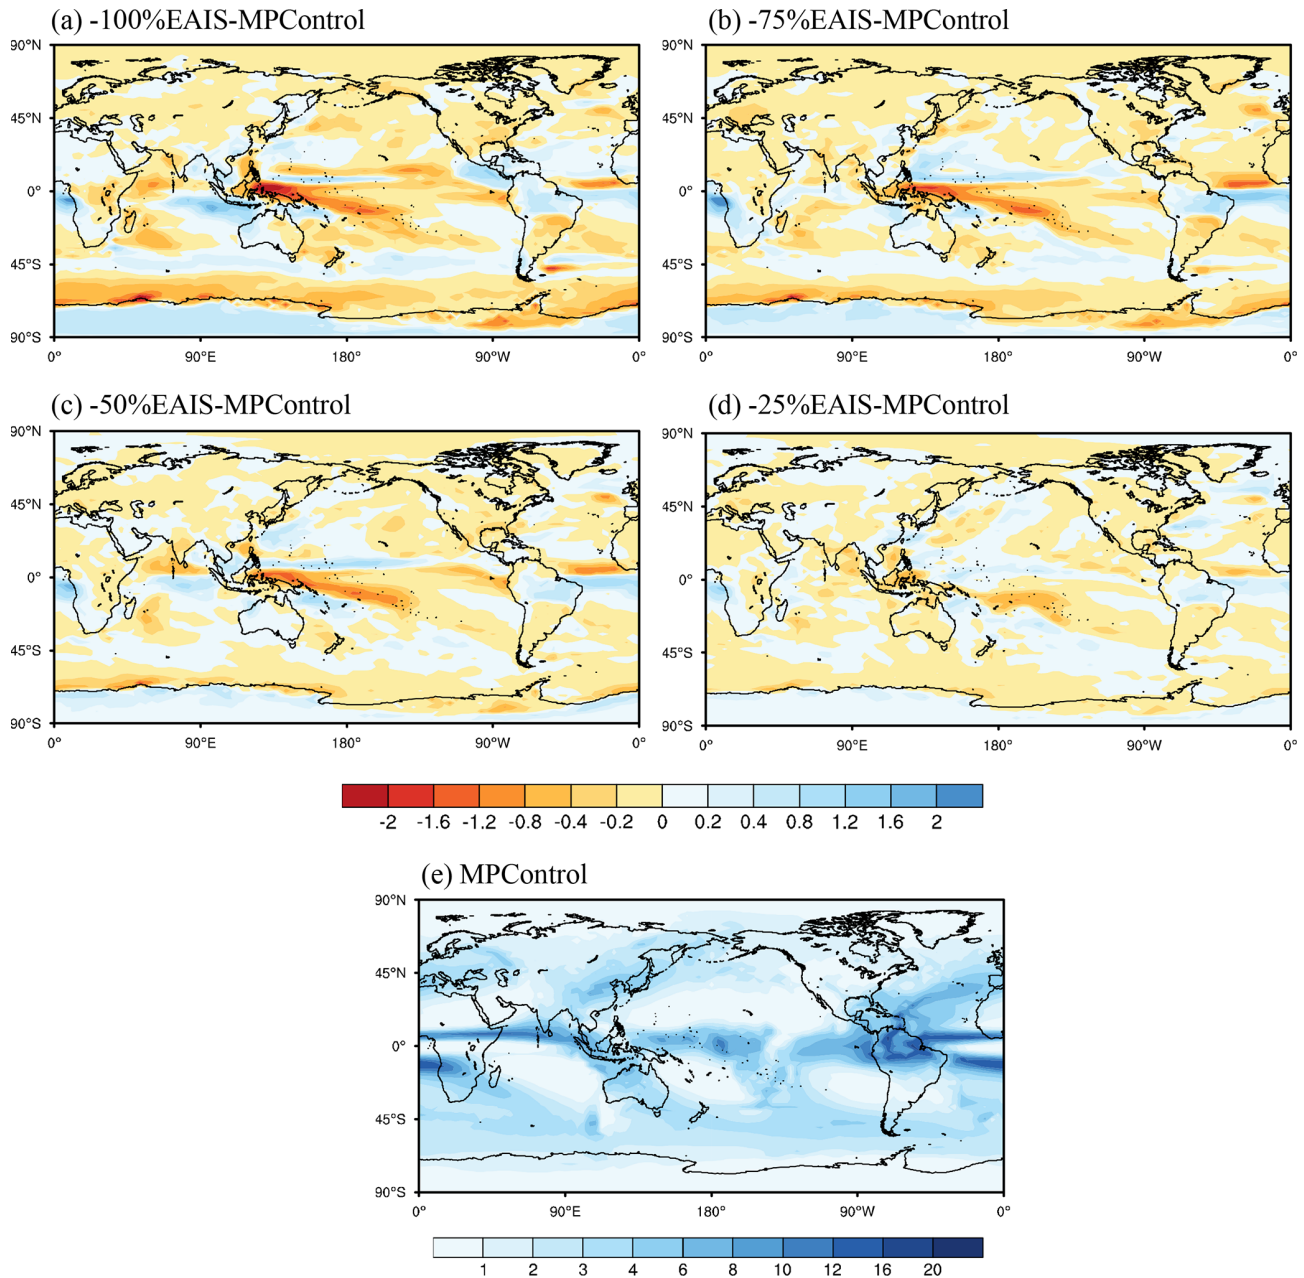 (a) -100%EAIS-MPControl (b) -75%EAIS-MPControl
90°N 90°N
45°N 45°N
0° 0°
45°S 45°S
90°S 90°S
0° 90°E 180° 90°W 0° 0° 90°E 180° 90°W 0°
(c) -50%EAIS-MPControl (d) -25%EAIS-MPControl
90°N 90°N
45°N 45°N
0° 0°
45°S 45°S
90°S 90°S
0° 90°E 180° 90°W 0° 0° 90°E 180° 90°W 0°
-2 -1.6 -1.2 -0.8 -0.4 -0.2 0 0.2 0.4 0.8 1.2 1.6 2
(e) MPControl
90°N
45°N
0°
45°S
90°S
0° 90°E 180° 90°W 0°
1 2 3 4 6 8 10 12 16 20